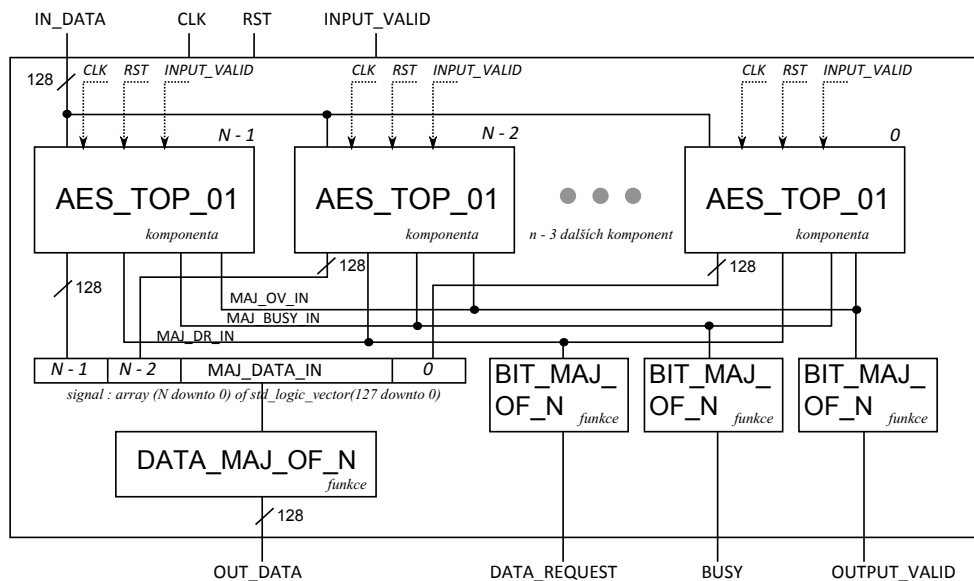 IN_DATA CLK RST INPUT_VALID
128 CLK RST INPUT_VALID CLK RST INPUT_VALID CLK RST INPUT_VALID
N - 1 N - 2 0
AES_TOP_01 AES_TOP_01 AES_TOP_01
komponenta komponenta n - 3 dalších komponent komponenta
128 128 128
MAJ_OV_IN
MAJ_BUSY_IN
MAJ_DR_IN
N - 1 N - 2 MAJ_DATA_IN 0
signal : array (N downto 0) of std_logic_vector(127 downto 0)
BIT_MAJ_ BIT_MAJ_ BIT_MAJ_
OF_N OF_N OF_N
funkce funkce funkce
DATA_MAJ_OF_N
funkce
128
OUT_DATA DATA_REQUEST BUSY OUTPUT_VALID